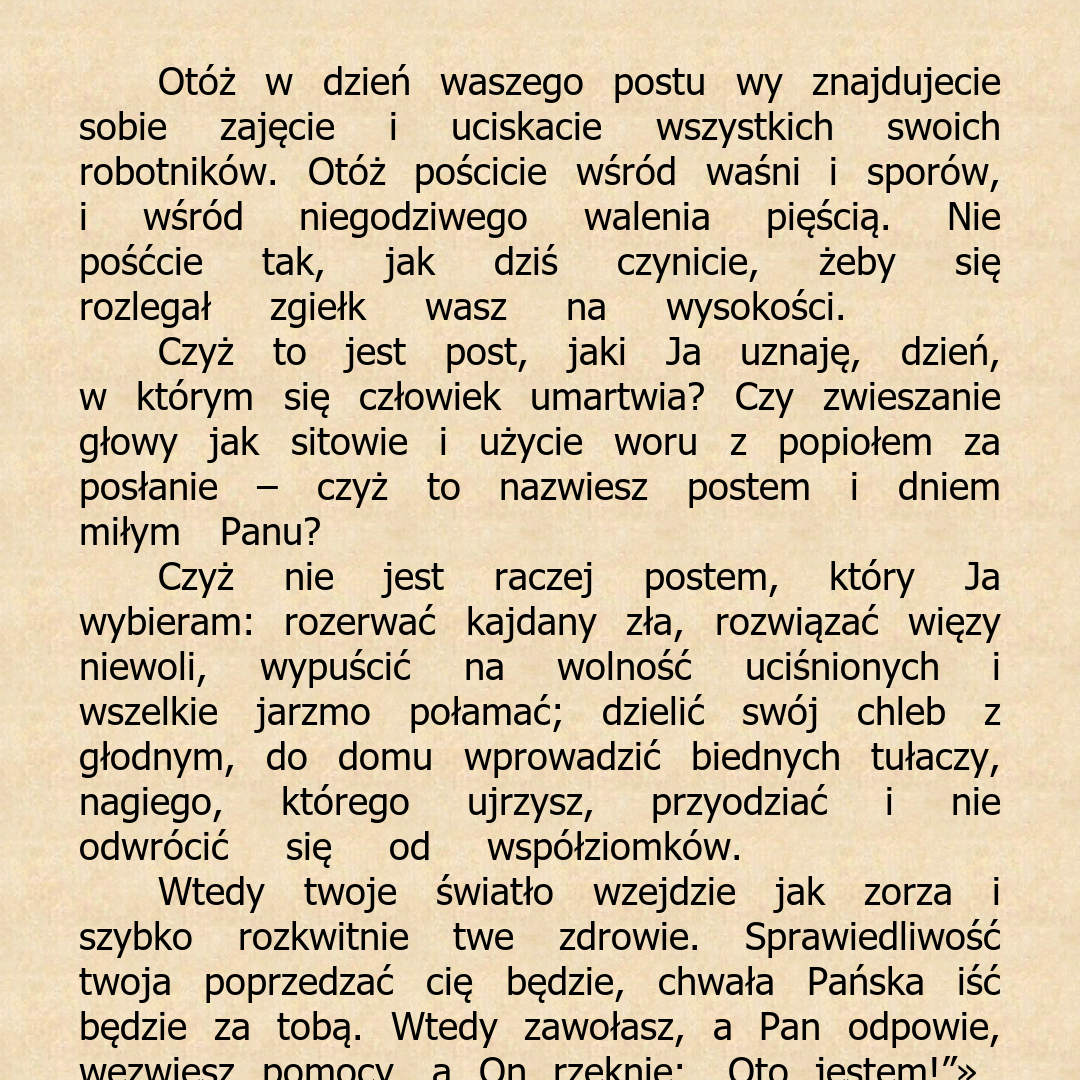 Otóż w dzień waszego postu wy znajdujecie
sobie zajęcie i uciskacie wszystkich swoich
robotników. Otóż pościcie wśród waśni i sporów,
i wśród niegodziwego walenia pięścią. Nie
pośćcie tak, jak dziś czynicie, żeby się
rozlegał zgiełk wasz na wysokości.
Czyż to jest post, jaki Ja uznaję, dzień,
w którym się człowiek umartwia? Czy zwieszanie
głowy jak sitowie i użycie woru z popiołem za
posłanie – czyż to nazwiesz postem i dniem
miłym Panu?
Czyż nie jest raczej postem, który Ja
wybieram: rozerwać kajdany zła, rozwiązać więzy
niewoli, wypuścić na wolność uciśnionych i
wszelkie jarzmo połamać; dzielić swój chleb z
głodnym, do domu wprowadzić biednych tułaczy,
nagiego, którego ujrzysz, przyodziać i nie
odwrócić się od współziomków.
Wtedy twoje światło wzejdzie jak zorza i
szybko rozkwitnie twe zdrowie. Sprawiedliwość
twoja poprzedzać cię będzie, chwała Pańska iść
będzie za tobą. Wtedy zawołasz, a Pan odpowie,
wezwiesz pomocy, a On rzeknie: „Oto jestem!”»